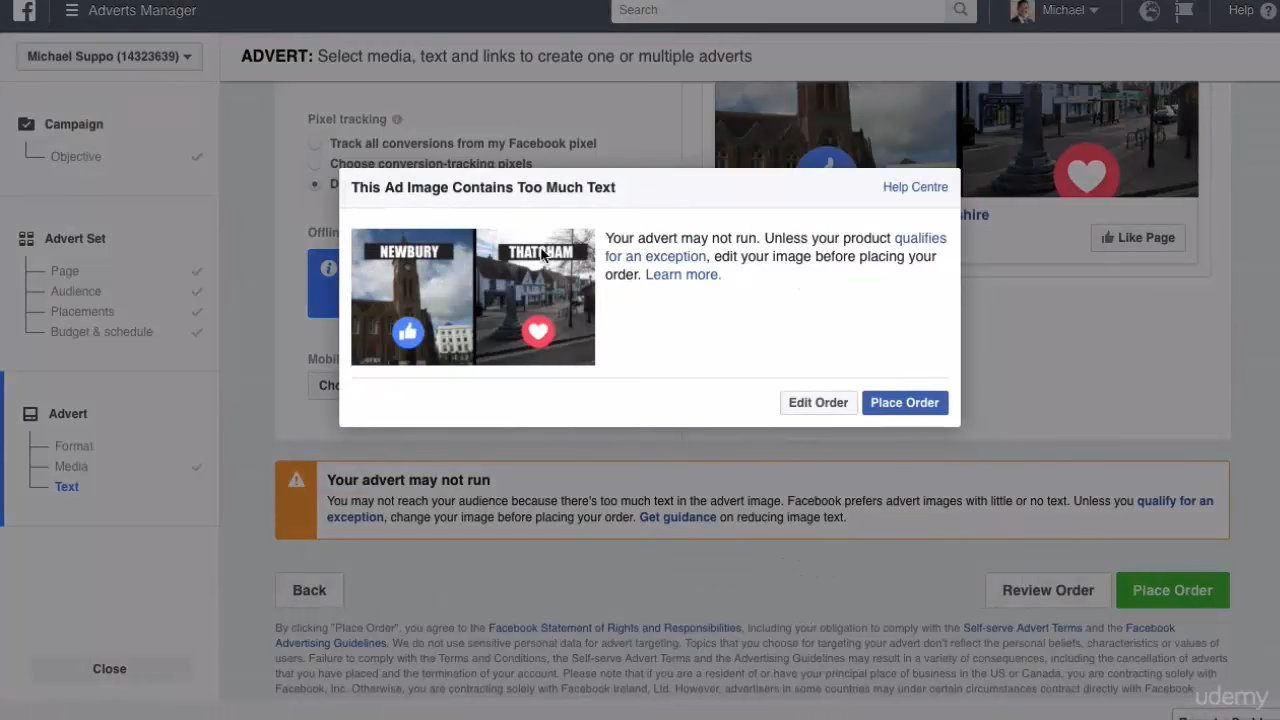 Adverts Manager
Search
Michael
Help
Michael Suppo (14323639)
ADVERT: Select media, text and links to create one or multiple adverts
Campaign
Objective
Advert Set
Page
Audience
Placements
Budget & schedule
Advert
Format
Media
Text
Close
Pixel tracking
Track all conversions from my Facebook pixel
Choose conversion-tracking pixels
D
Offlin
Mobil
Cho
shire
Like Page
This Ad Image Contains Too Much Text
Help Centre
NEWBURY
THATCHAM
Your advert may not run. Unless your product qualifies
for an exception, edit your image before placing your
order. Learn more.
Edit Order
Place Order
Your advert may not run
You may not reach your audience because there's too much text in the advert image. Facebook prefers advert images with little or no text. Unless you qualify for an
exception, change your image before placing your order. Get guidance on reducing image text.
Back
Review Order
Place Order
By clicking "Place Order", you agree to the Facebook Statement of Rights and Responsibilities, including your obligation to comply with the Self-serve Advert Terms and the Facebook
Advertising Guidelines. We do not use sensitive personal data for advert targeting. Topics that you choose for targeting your advert don't reflect the personal beliefs, characteristics or values of
users. Failure to comply with the Terms and Conditions, the Self-serve Advert Terms and the Advertising Guidelines may result in a variety of consequences, including the cancellation of adverts
that you have placed and the termination of your account. Please note that if you are a resident of or have your principal place of business in the US or Canada, you are contracting solely with
Facebook, Inc. Otherwise, you are contracting solely with Facebook Ireland, Ltd. However, advertisers in some countries may under certain circumstances contract directly with Facebook
udemy